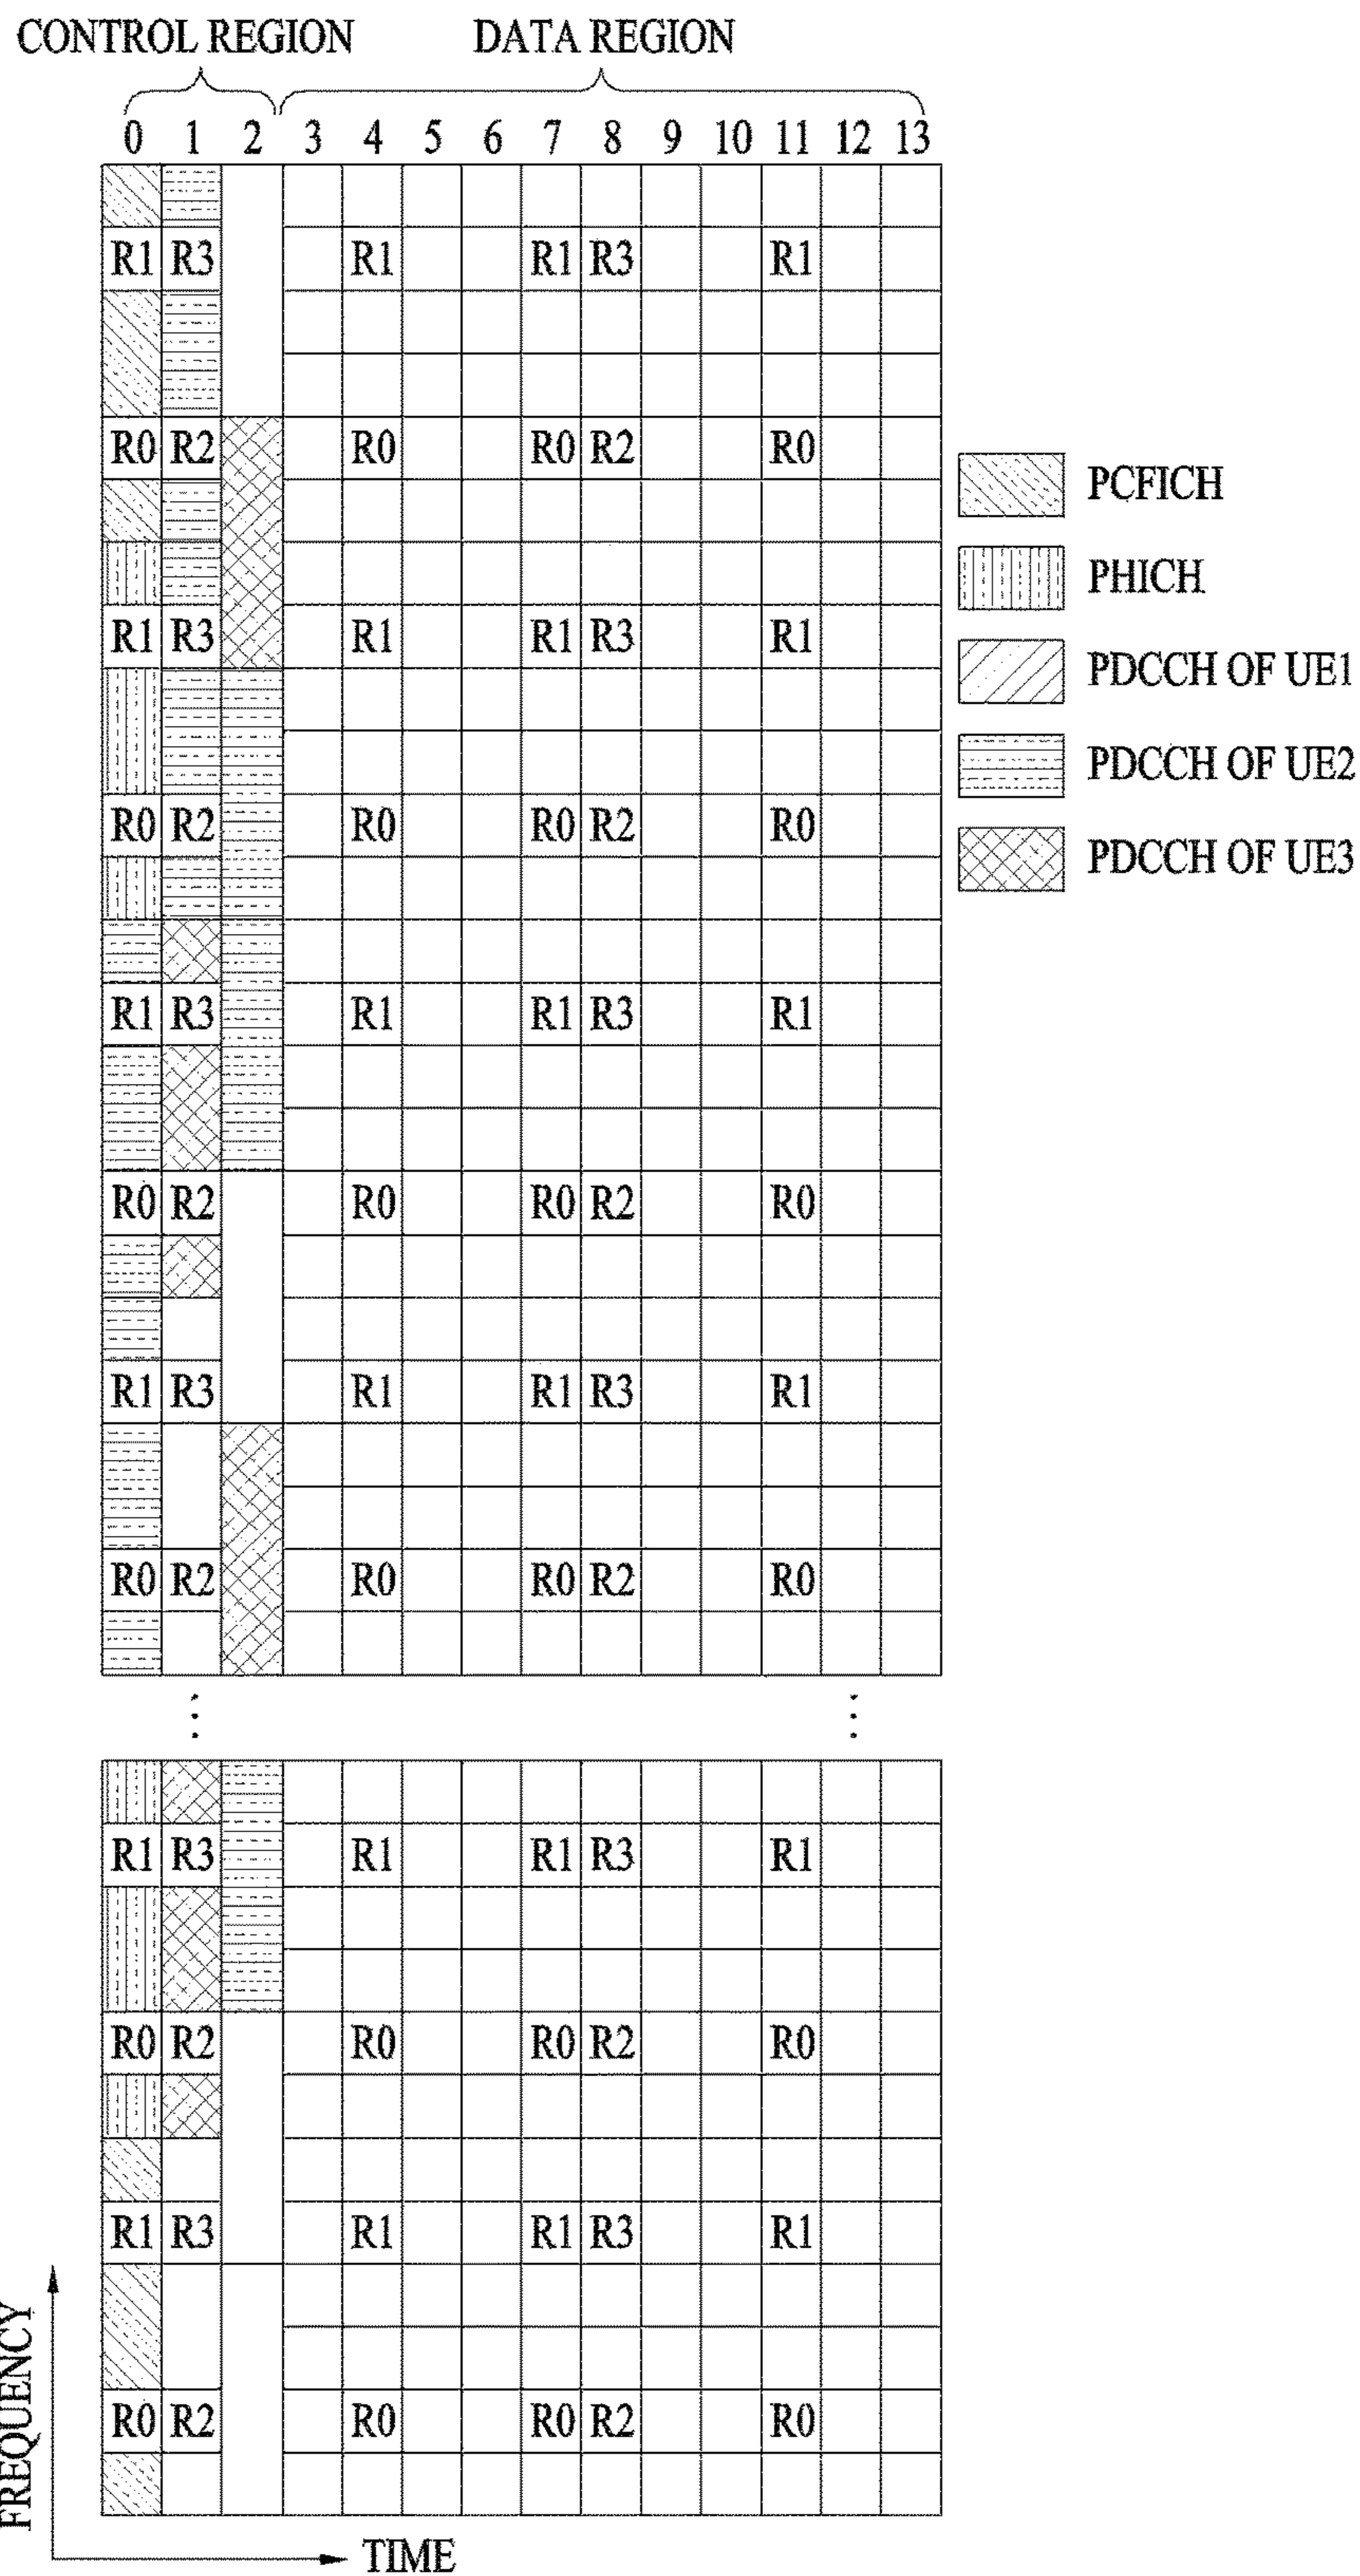 CONTROL REGION DATA REGION
0 1 2 3 4 5 6 7 8 9 10 11 12 13
R1 R3 R1 R1 R3 R1
R0 R2 R0 R0 R2 R0
PCFICH
PHICH
R1 R3 R1 R1 R3 R1
PDCCH OF UE1
PDCCH OF UE2
R0 R2 R0 R0 R2 R0
PDCCH OF UE3
R1 R3 R1 R1 R3 R1
R0 R2 R0 R0 R2 R0
R1 R3 R1 R1 R3 R1
R0 R2 R0 R0 R2 R0
R1 R3 R1 R1 R3 R1
R0 R2 R0 R0 R2 R0
R1 R3 R1 R1 R3 R1
R0 R2 R0 R0 R2 R0
FREQUENCY
TIME